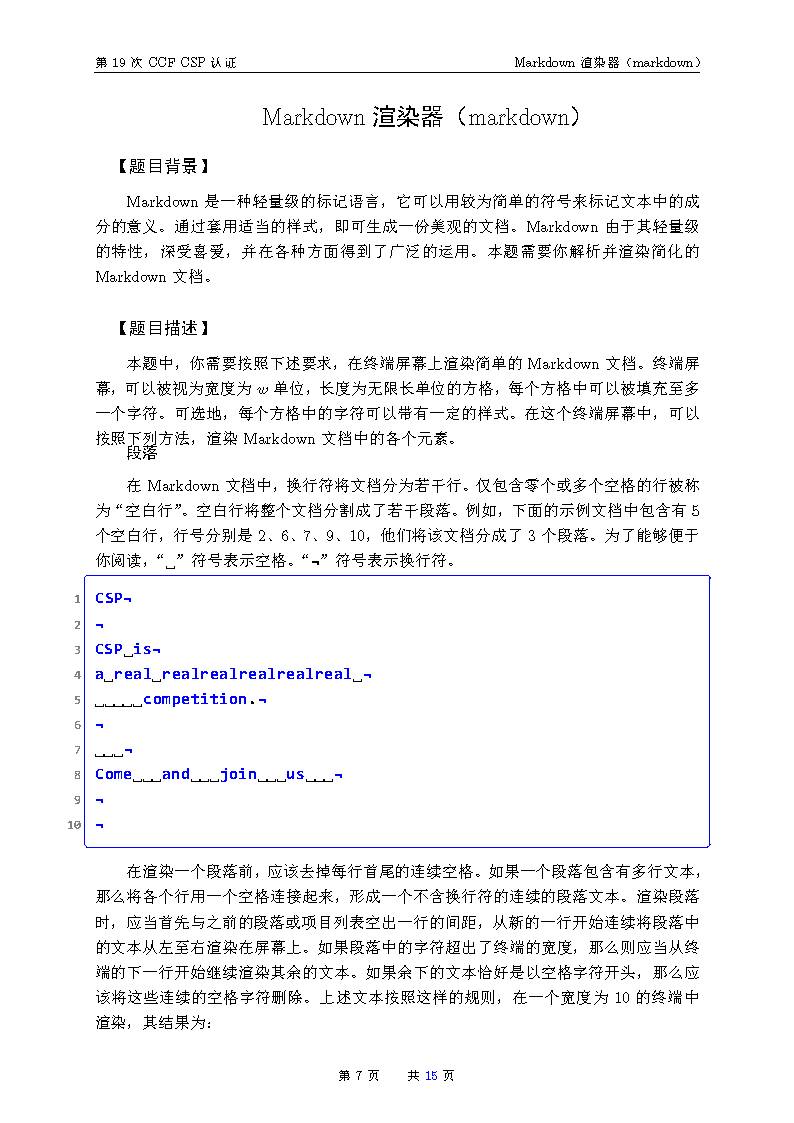 第 19 次 CCF CSP 认证 Markdown 渲染器（markdown）
Markdown 渲染器（markdown）
【题目背景】
Markdown 是一种轻量级的标记语言，它可以用较为简单的符号来标记文本中的成
分的意义。通过套用适当的样式，即可生成一份美观的文档。Markdown 由于其轻量级
的特性，深受喜爱，并在各种方面得到了广泛的运用。本题需要你解析并渲染简化的
Markdown 文档。
【题目描述】
本题中，你需要按照下述要求，在终端屏幕上渲染简单的 Markdown 文档。终端屏
幕，可以被视为宽度为 w 单位，长度为无限长单位的方格，每个方格中可以被填充至多
一个字符。可选地，每个方格中的字符可以带有一定的样式。在这个终端屏幕中，可以
按照下列方法，渲染 Markdown 文档中的各个元素。
段落
在 Markdown 文档中，换行符将文档分为若干行。仅包含零个或多个空格的行被称
为“空白行”。空白行将整个文档分割成了若干段落。例如，下面的示例文档中包含有 5
个空白行，行号分别是 2、6、7、9、10，他们将该文档分成了 3 个段落。为了能够便于
你阅读，“␣”符号表示空格。“¬”符号表示换行符。
1 CSP¬
2 ¬
3 CSP␣is¬
4 a␣real␣realrealrealrealreal␣¬
5 ␣␣␣␣␣competition.¬
6 ¬
7 ␣␣␣¬
8 Come␣␣␣and␣␣␣join␣␣␣us␣␣␣¬
9 ¬
10 ¬
在渲染一个段落前，应该去掉每行首尾的连续空格。如果一个段落包含有多行文本，
那么将各个行用一个空格连接起来，形成一个不含换行符的连续的段落文本。渲染段落
时，应当首先与之前的段落或项目列表空出一行的间距，从新的一行开始连续将段落中
的文本从左至右渲染在屏幕上。如果段落中的字符超出了终端的宽度，那么则应当从终
端的下一行开始继续渲染其余的文本。如果余下的文本恰好是以空格字符开头，那么应
该将这些连续的空格字符删除。上述文本按照这样的规则，在一个宽度为 10 的终端中
渲染，其结果为：
第 7 页 共 15 页